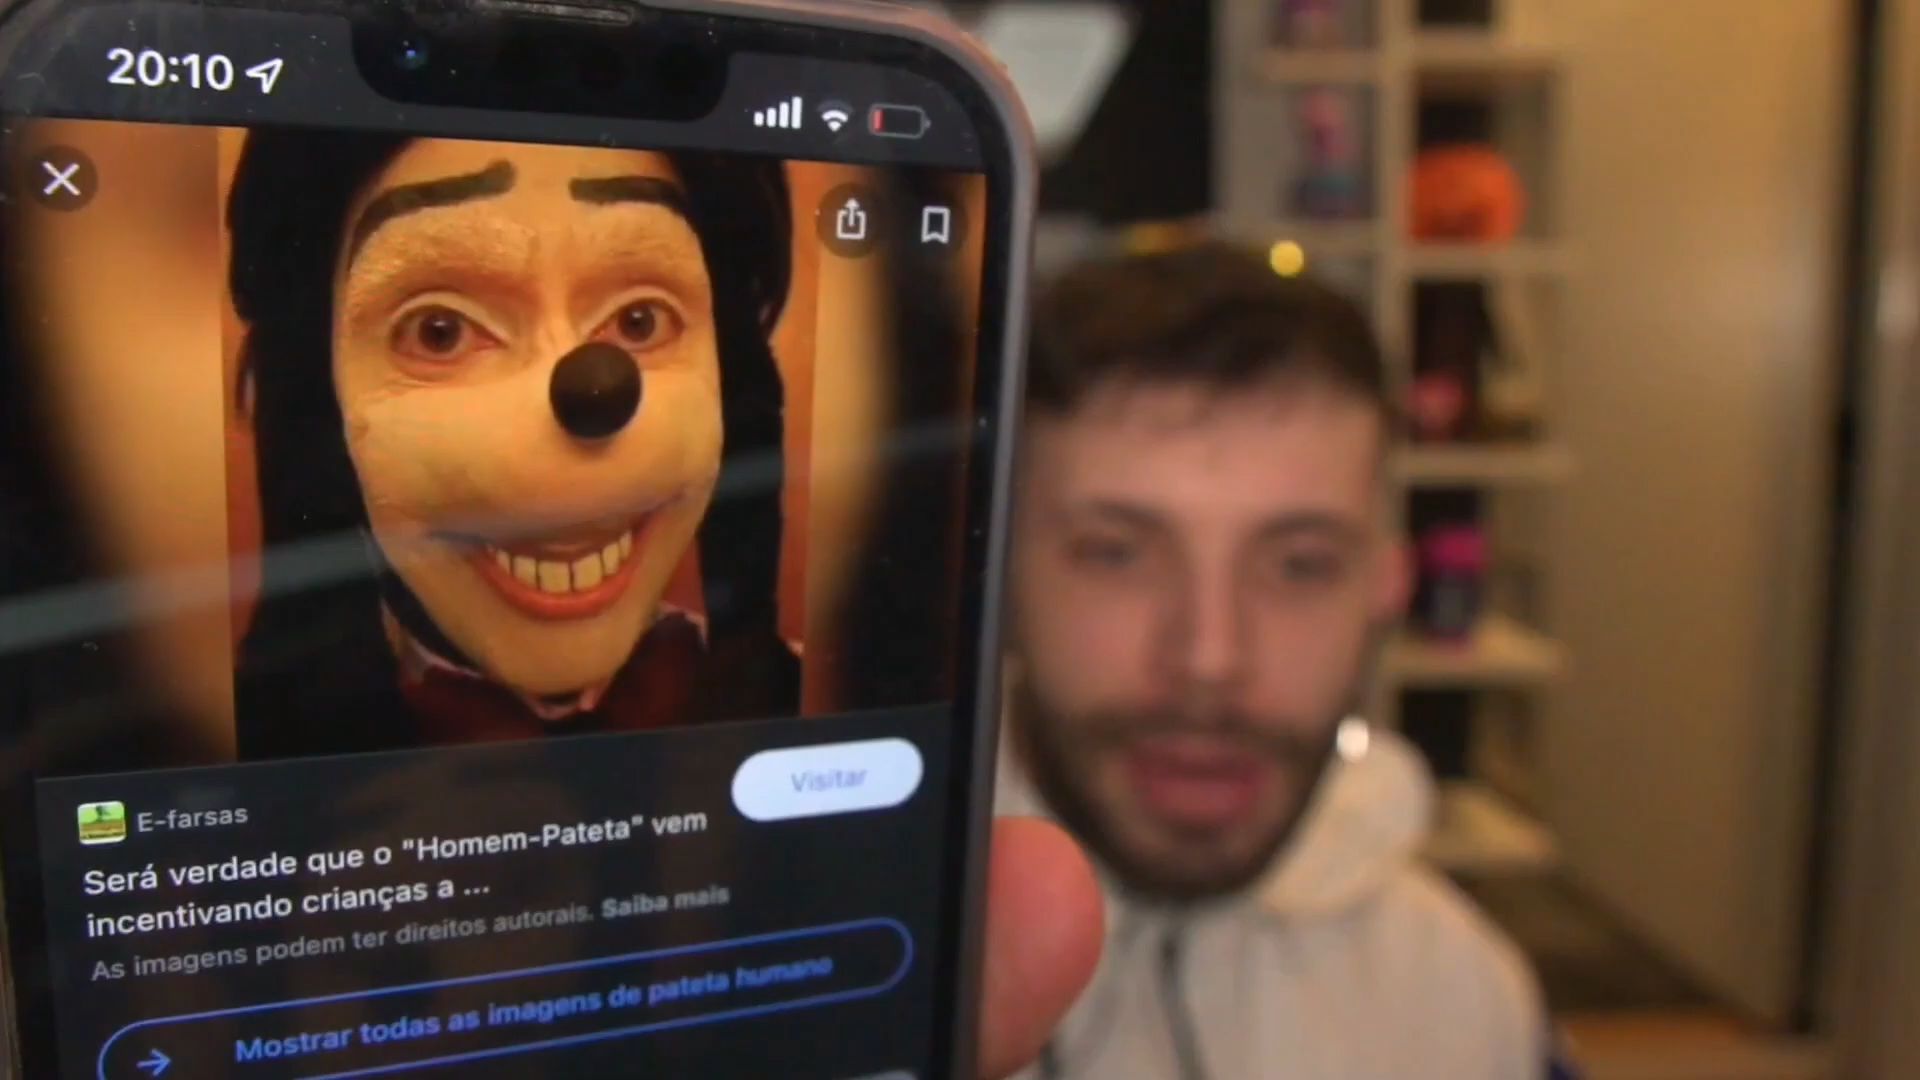 20:10
E-farsas
Visitar
Será verdade que o "Homem-Pateta" vem
incentivando crianças a ...
As imagens podem ter direitos autorais. Saiba mais
Mostrar todas as imagens de pateta humano